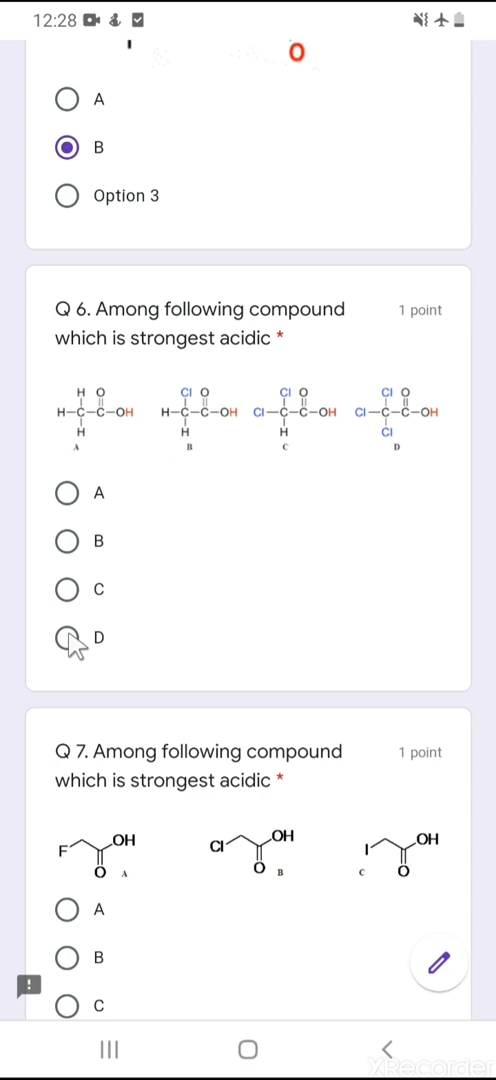 12:28
O
A
B
Option 3
Q 6. Among following compound
which is strongest acidic *
1 point
H O
H-C-C-OH
H
A
Cl O
H-C-C-OH
H
B
Cl O
Cl-C-C-OH
H
C
Cl O
Cl-C-C-OH
Cl
D
A
B
C
D
Q 7. Among following compound
which is strongest acidic *
1 point
F OH
O A
Cl OH
O B
I OH
C O
A
B
C
XRecorder